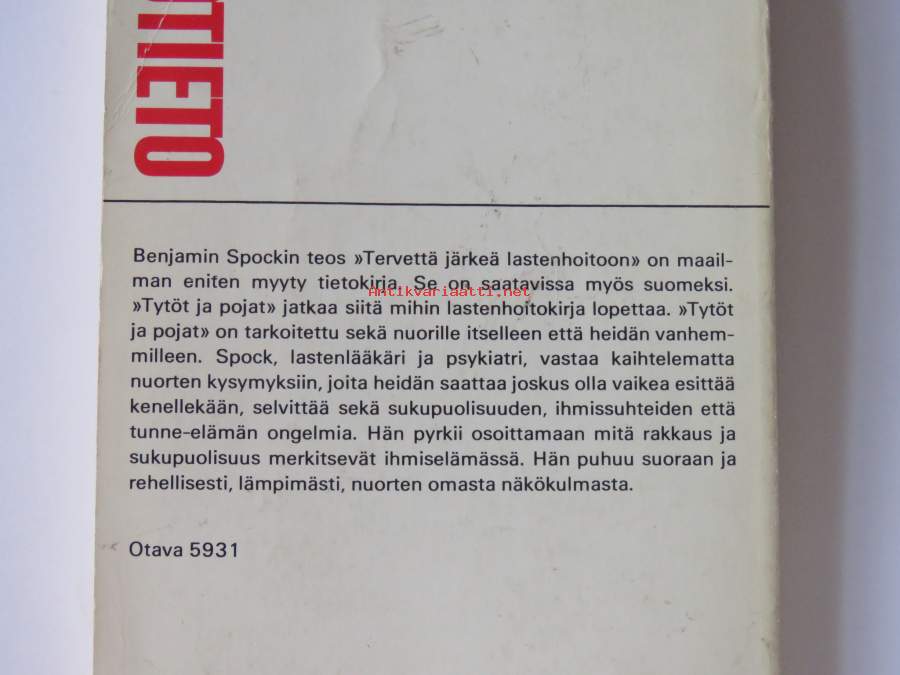 TIETO
Benjamin Spockin teos »Tervettä järkeä lastenhoitoon» on maail-
man eniten myyty tietokirja. Se on saatavissa myös suomeksi.
Antikvariaatti.net
»Tytöt ja pojat» jatkaa siitä mihin lastenhoitokirja lopettaa. »Tytöt
ja pojat» on tarkoitettu sekä nuorille itselleen että heidän vanhem-
milleen. Spock, lastenlääkäri ja psykiatri, vastaa kaihtelematta
nuorten kysymyksiin, joita heidän saattaa joskus olla vaikea esittää
kenellekään, selvittää sekä sukupuolisuuden, ihmissuhteiden että
tunne-elämän ongelmia. Hän pyrkii osoittamaan mitä rakkaus ja
sukupuolisuus merkitsevät ihmiselämässä. Hän puhuu suoraan ja
rehellisesti, lämpimästi, nuorten omasta näkökulmasta.
Otava 5931